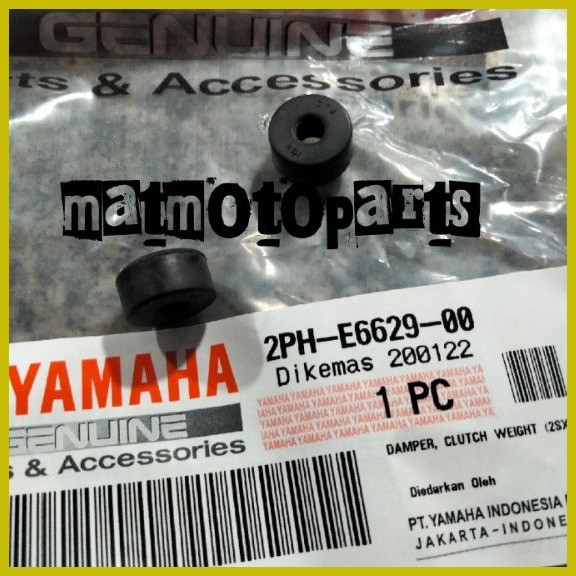 GENUINE
ts & Accessories
matmotoparts
2PH-E6629-00
Dikemas 200122
YAMAHA
1 PC
GENUINE
s & Accessories
DAMPER, CLUTCH WEIGHT (2SX
Diedarkan Oleh
PT.YAMAHA INDONESIA
JAKARTA-INDONE